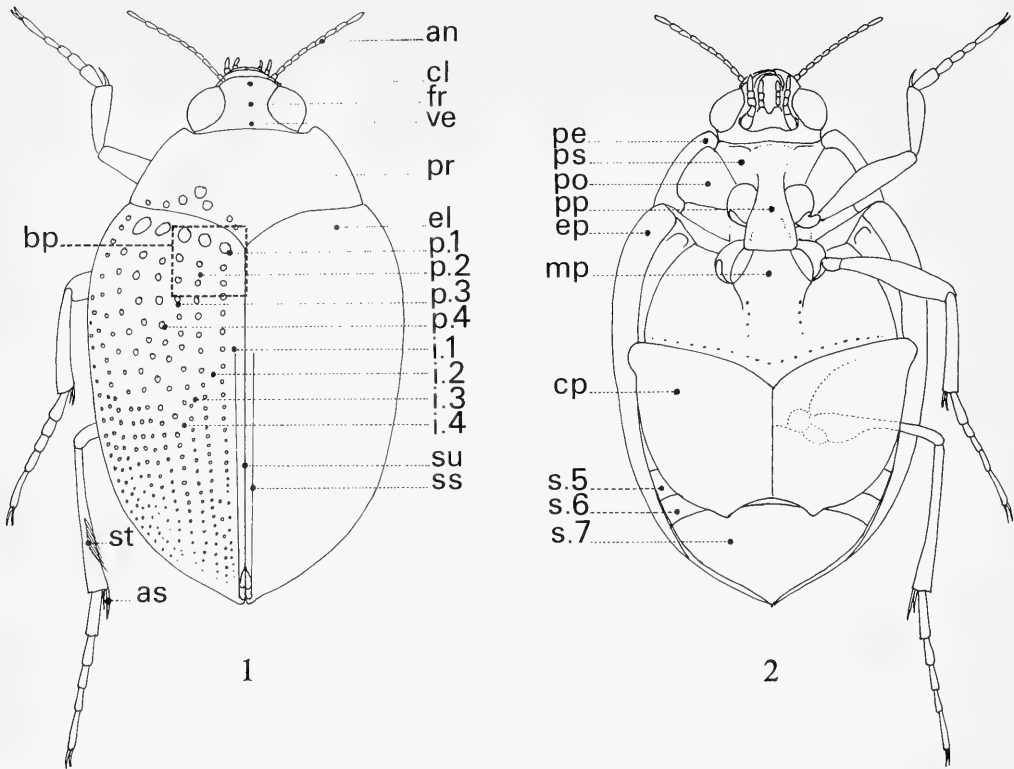 an
cl
fr
ve
pr
el
bp
p.1
p.2
p.3
p.4
i.1
i.2
i.3
i.4
su
ss
st
as
1
pe
ps
po
pp
ep
mp
cp
s.5
s.6
s.7
2